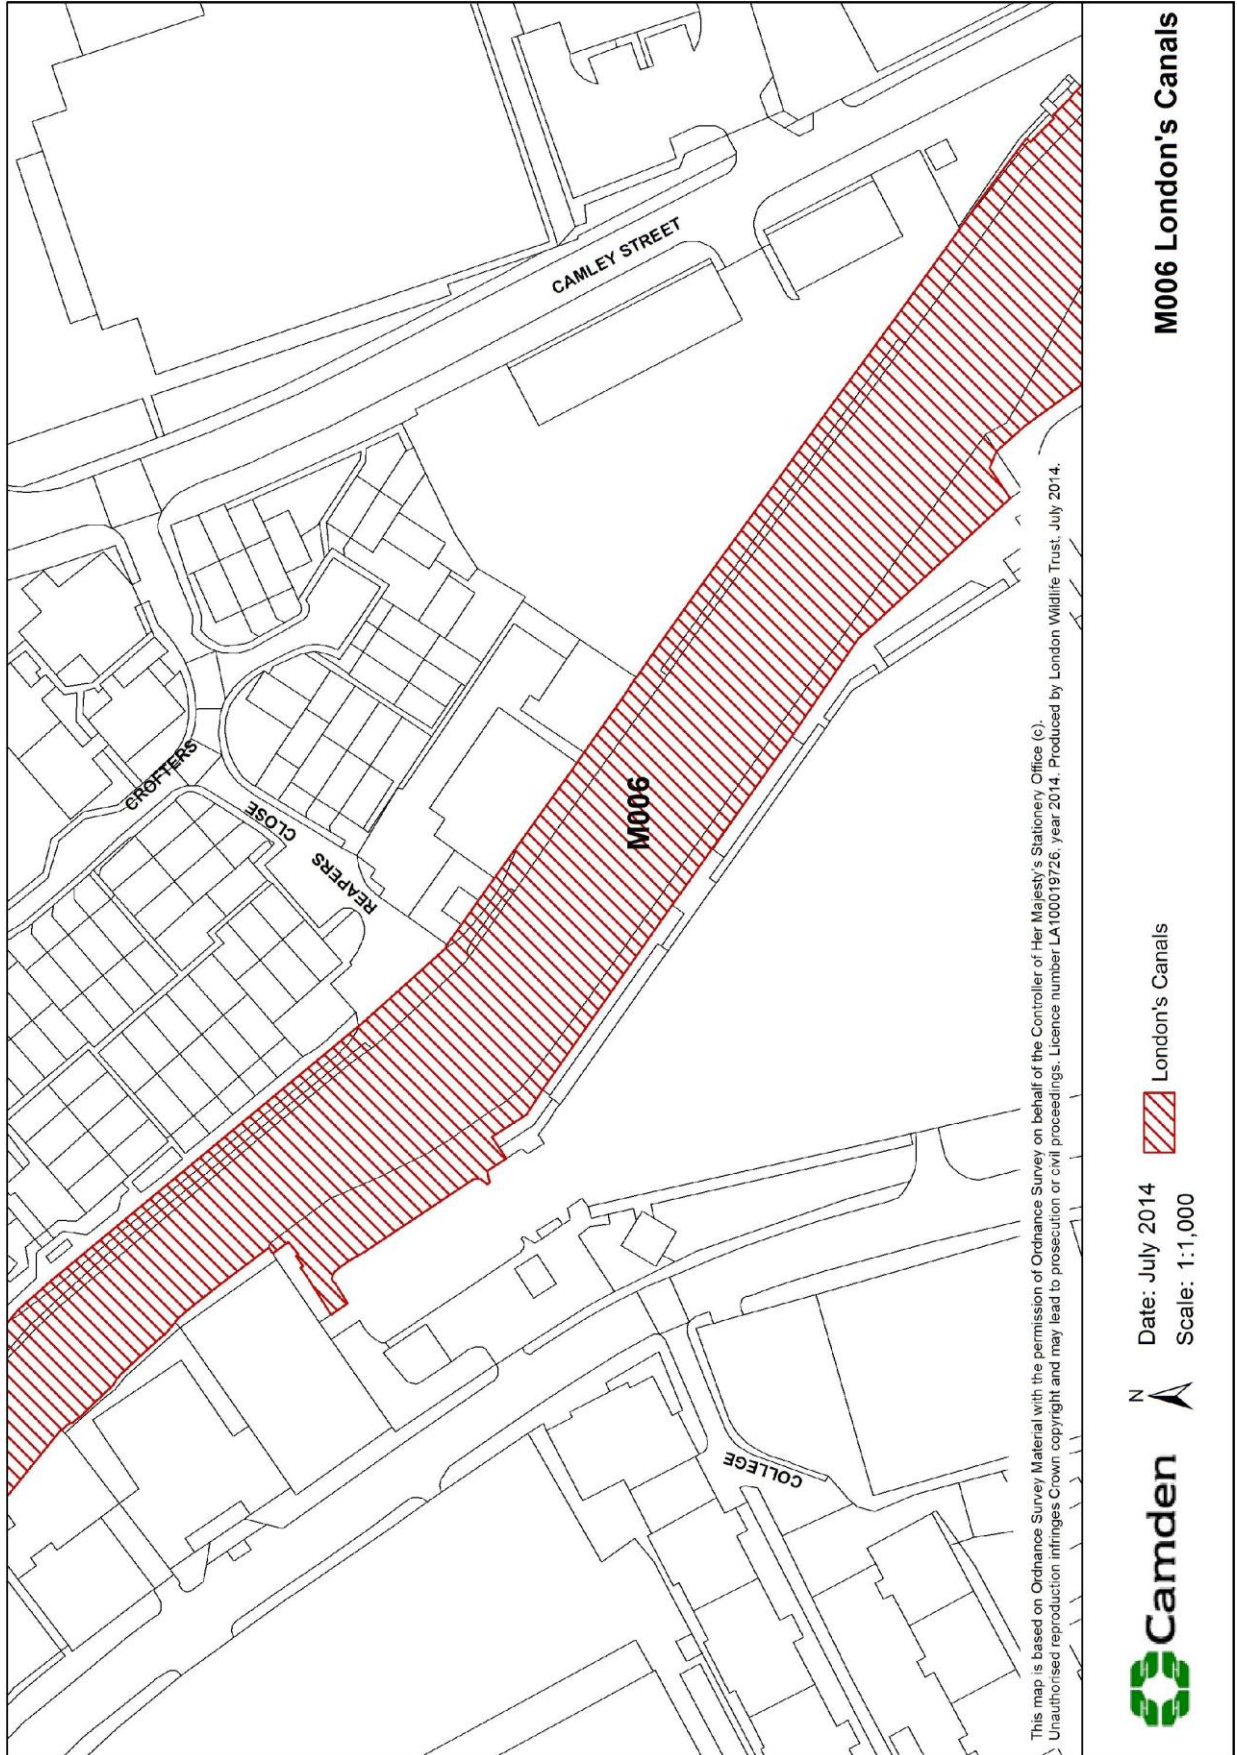 CAMLEY STREET
CROFTERS
CLOSE
REAPERS
M006
COLLEGE
This map is based on Ordnance Survey Material with the permission of Ordnance Survey on behalf of the Controller of Her Majesty's Stationery Office (c).
Unauthorised reproduction infringes Crown copyright and may lead to prosecution or civil proceedings. Licence number LA100019726, year 2014. Produced by London Wildlife Trust, July 2014.
Camden
N
Date: July 2014
Scale: 1:1,000
London's Canals
M006 London's Canals